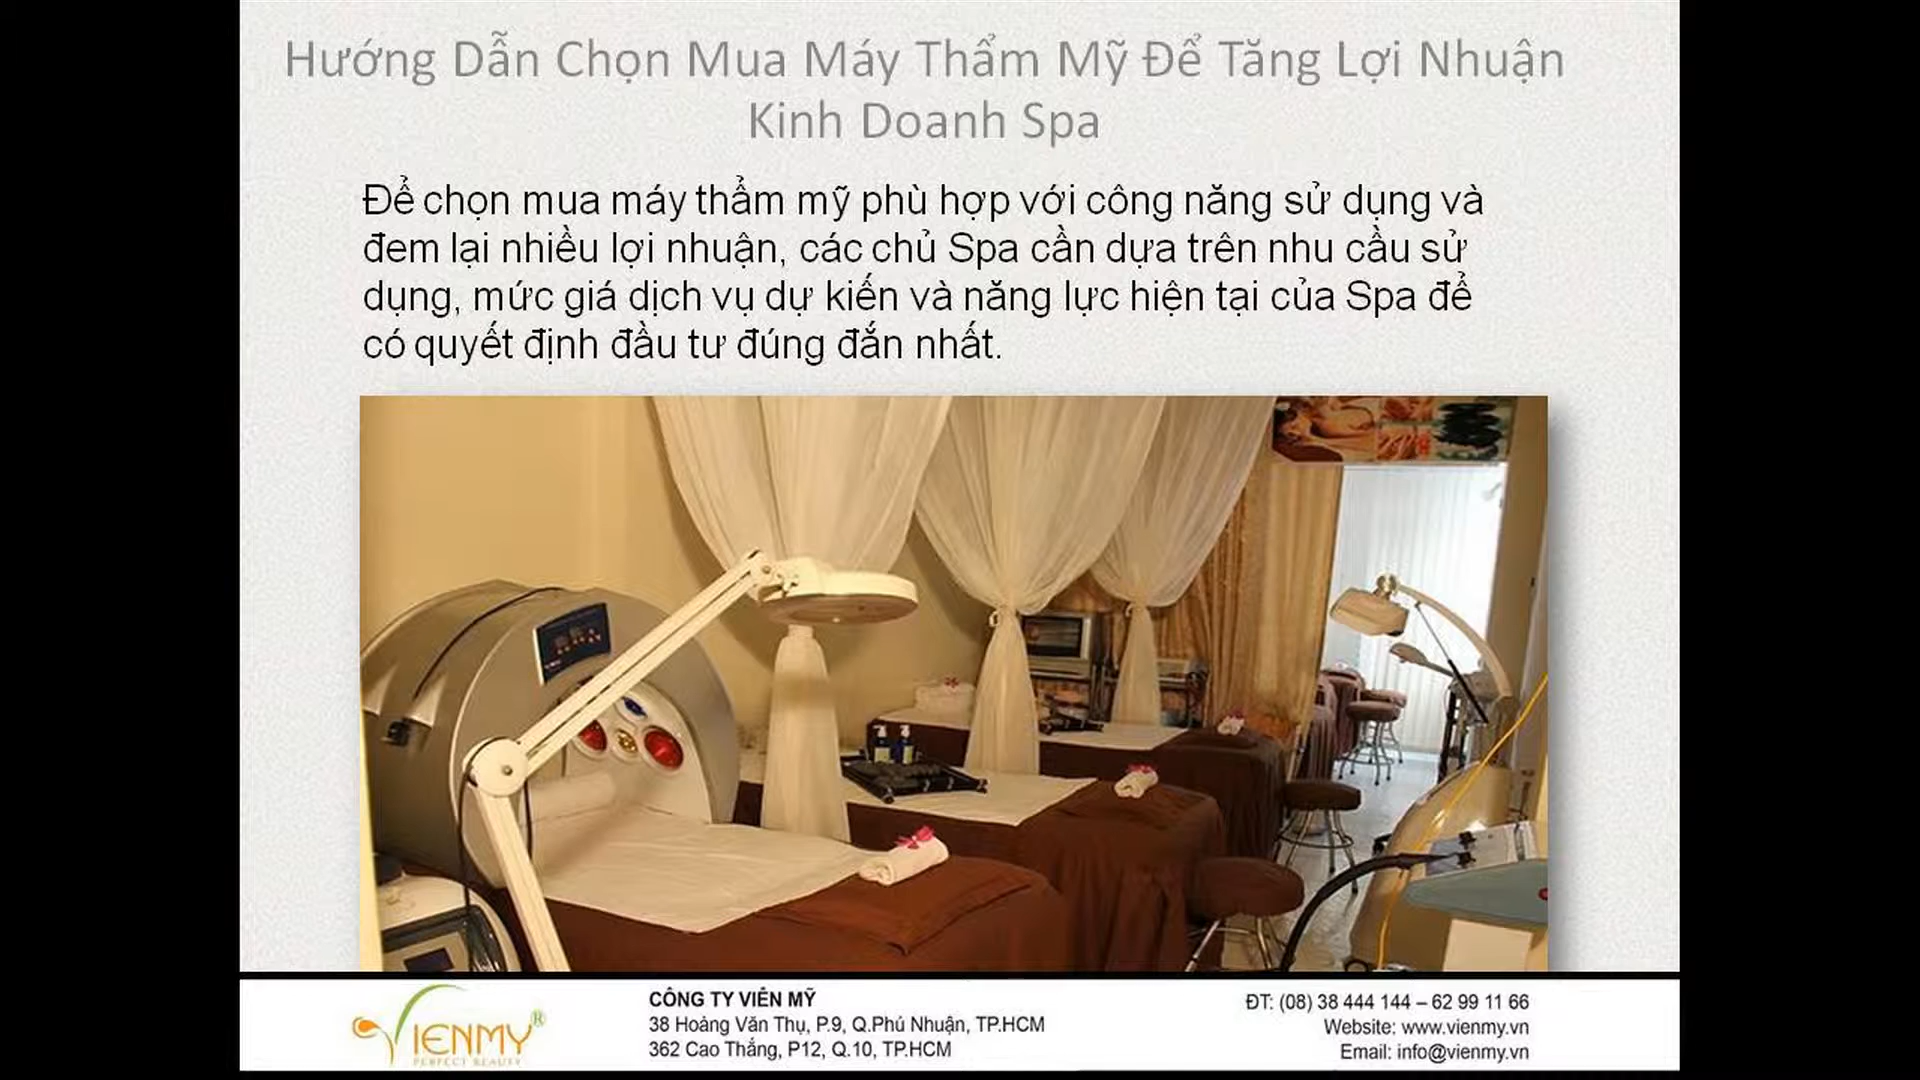 Hướng Dẫn Chọn Mua Máy Thẩm Mỹ Để Tăng Lợi Nhuận
Kinh Doanh Spa
Để chọn mua máy thẩm mỹ phù hợp với công năng sử dụng và
đem lại nhiều lợi nhuận, các chủ Spa cần dựa trên nhu cầu sử
dụng, mức giá dịch vụ dự kiến và năng lực hiện tại của Spa để
có quyết định đầu tư đúng đắn nhất.
VIENMY®
PERFECT BEAUTY
CÔNG TY VIÊN MỸ
38 Hoàng Văn Thụ, P.9, Q.Phú Nhuận, TP.HCM
362 Cao Thắng, P12, Q.10, TP.HCM
ĐT: (08) 38 444 144 – 62 99 11 66
Website: www.vienmy.vn
Email: info@vienmy.vn